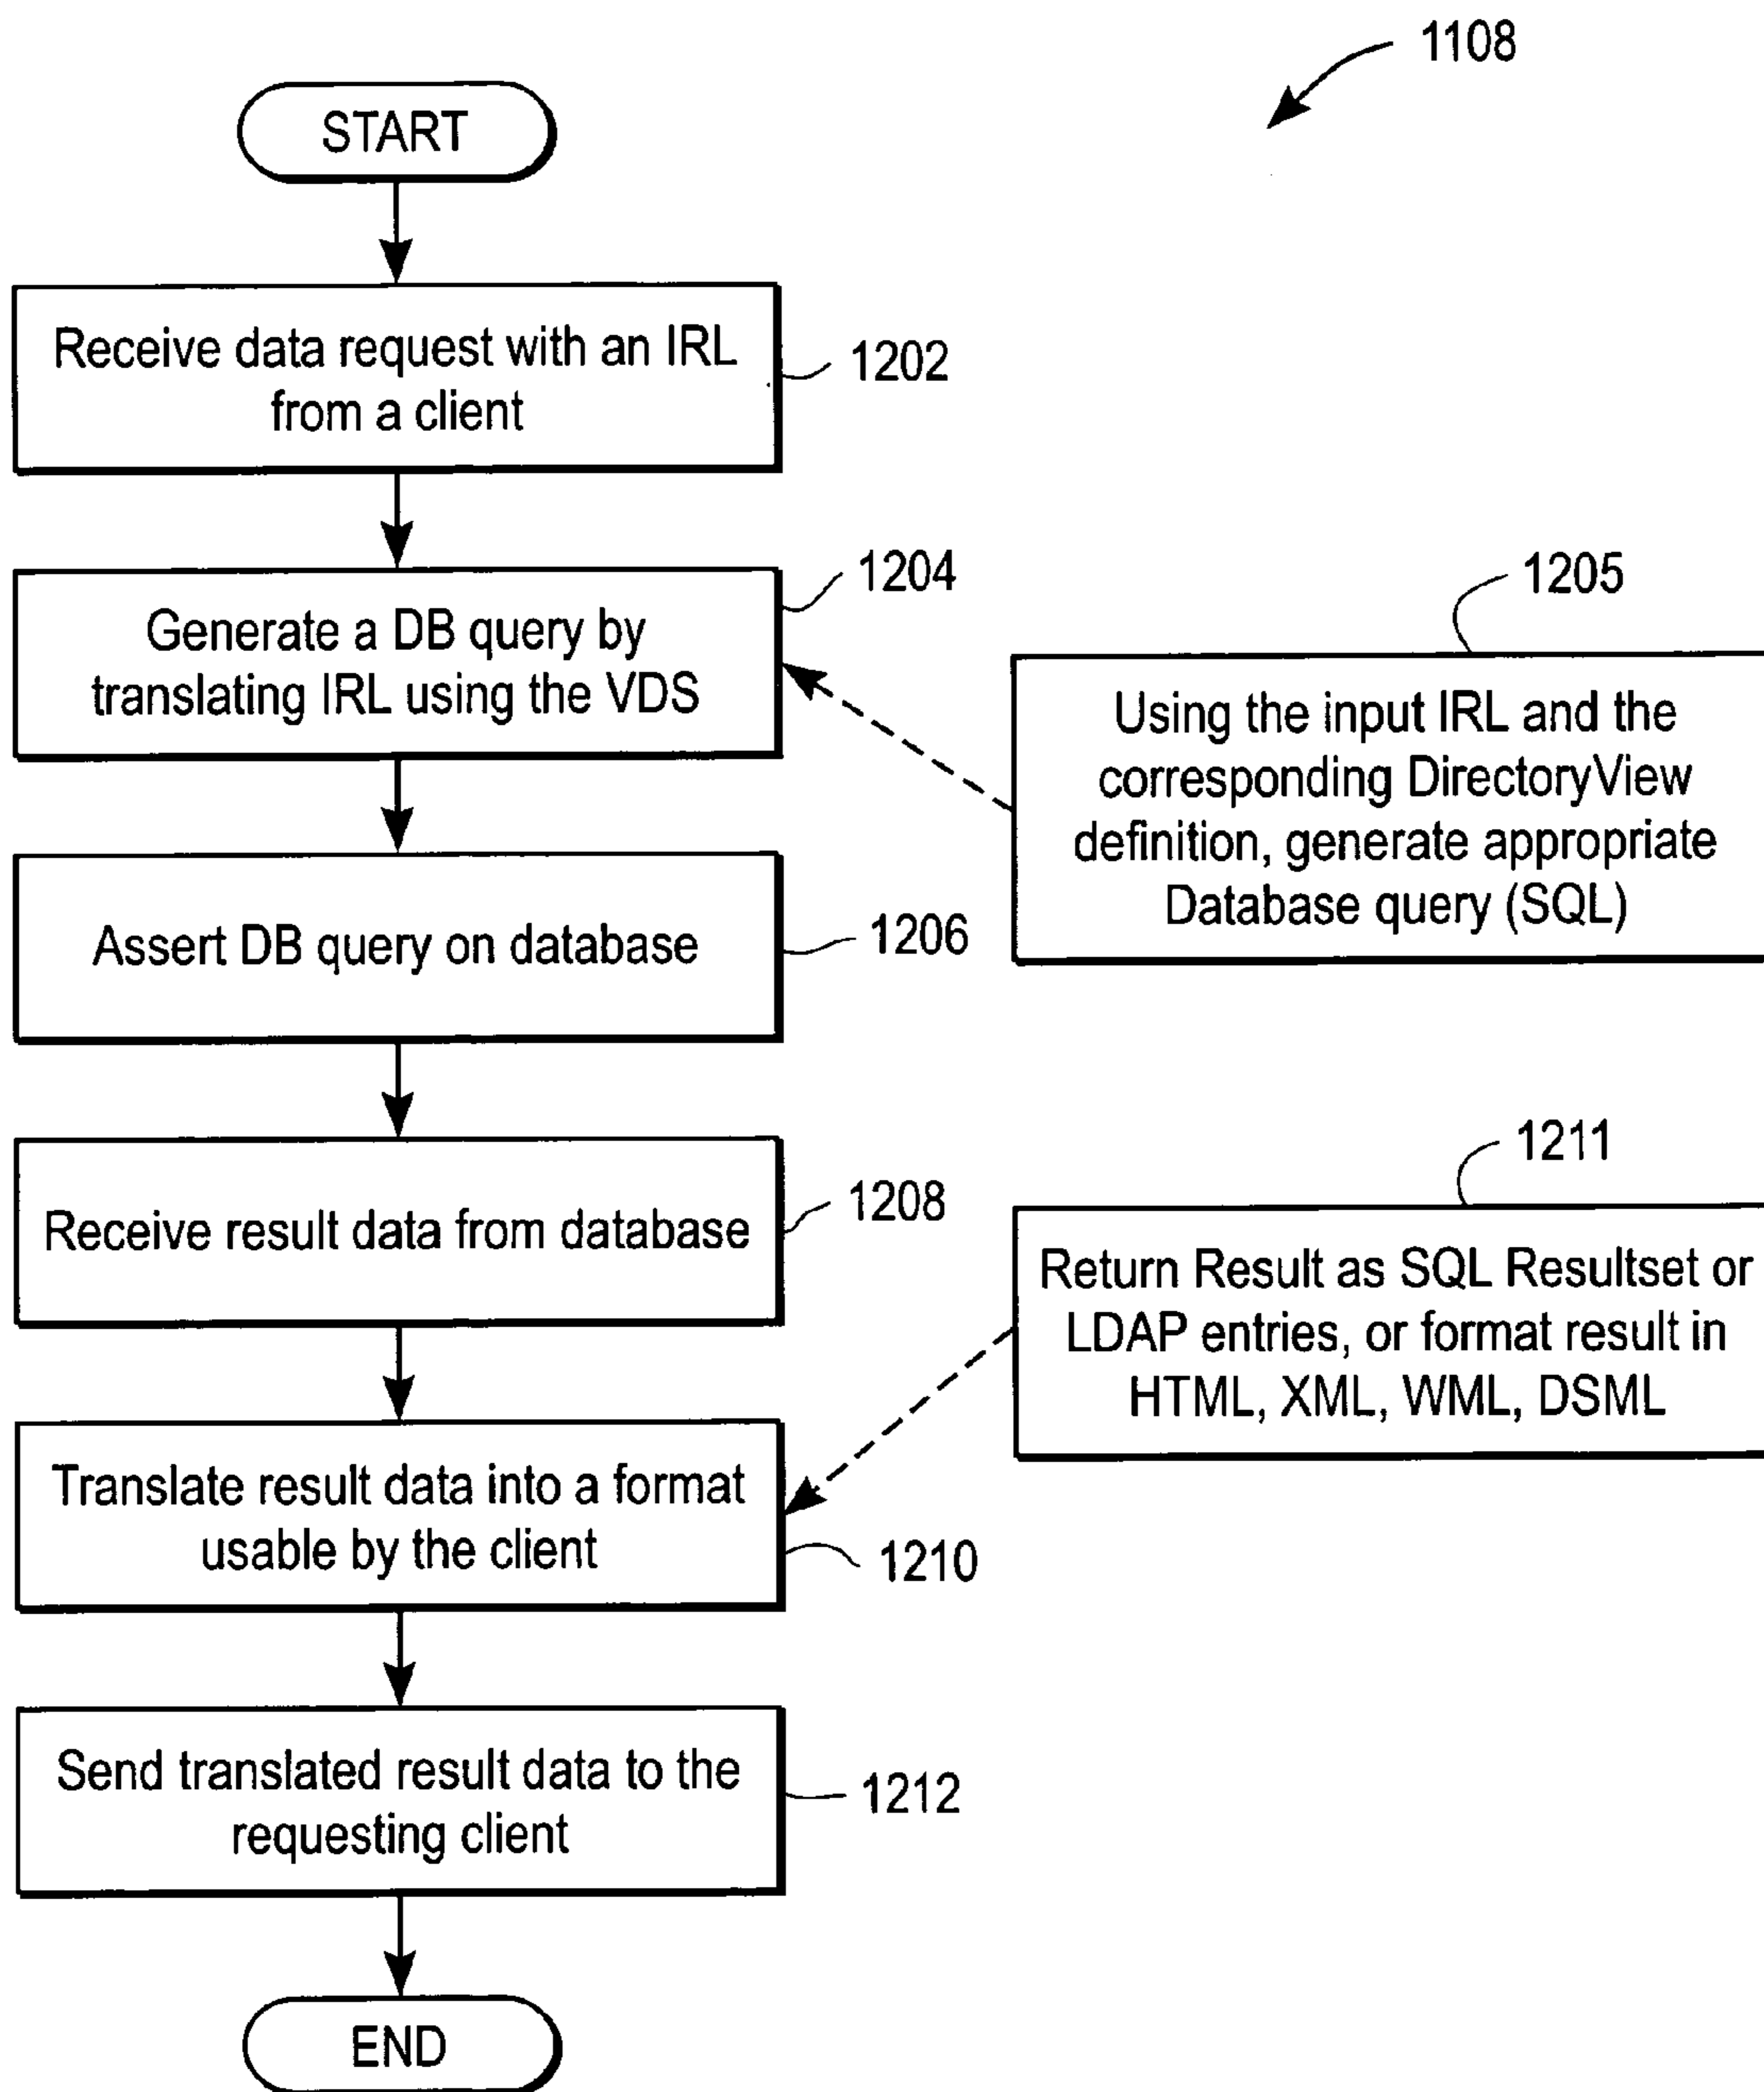 1108
START
Receive data request with an IRL
from a client
1202
Generate a DB query by
translating IRL using the VDS
1204
Using the input IRL and the
corresponding DirectoryView
definition, generate appropriate
Database query (SQL)
1205
Assert DB query on database
1206
Receive result data from database
1208
Return Result as SQL Resultset or
LDAP entries, or format result in
HTML, XML, WML, DSML
1211
Translate result data into a format
usable by the client
1210
Send translated result data to the
requesting client
1212
END